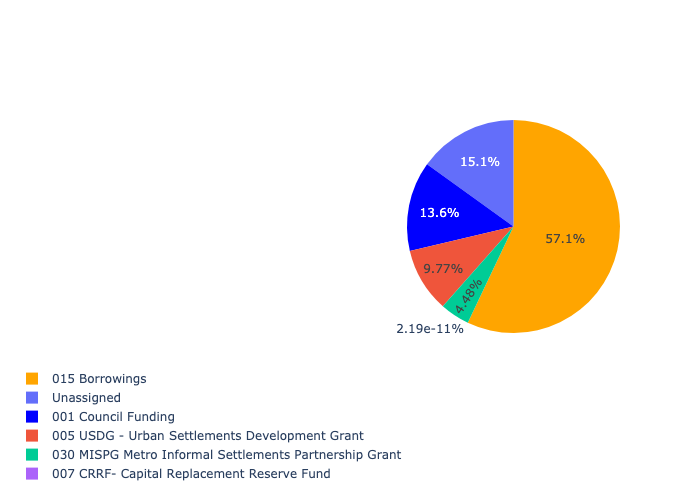 15.1%
13.6%
57.1%
9.77%
4.48%
2.19e-11%
015 Borrowings
Unassigned
001 Council Funding
005 USDG - Urban Settlements Development Grant
030 MISPG Metro Informal Settlements Partnership Grant
007 CRRF- Capital Replacement Reserve Fund